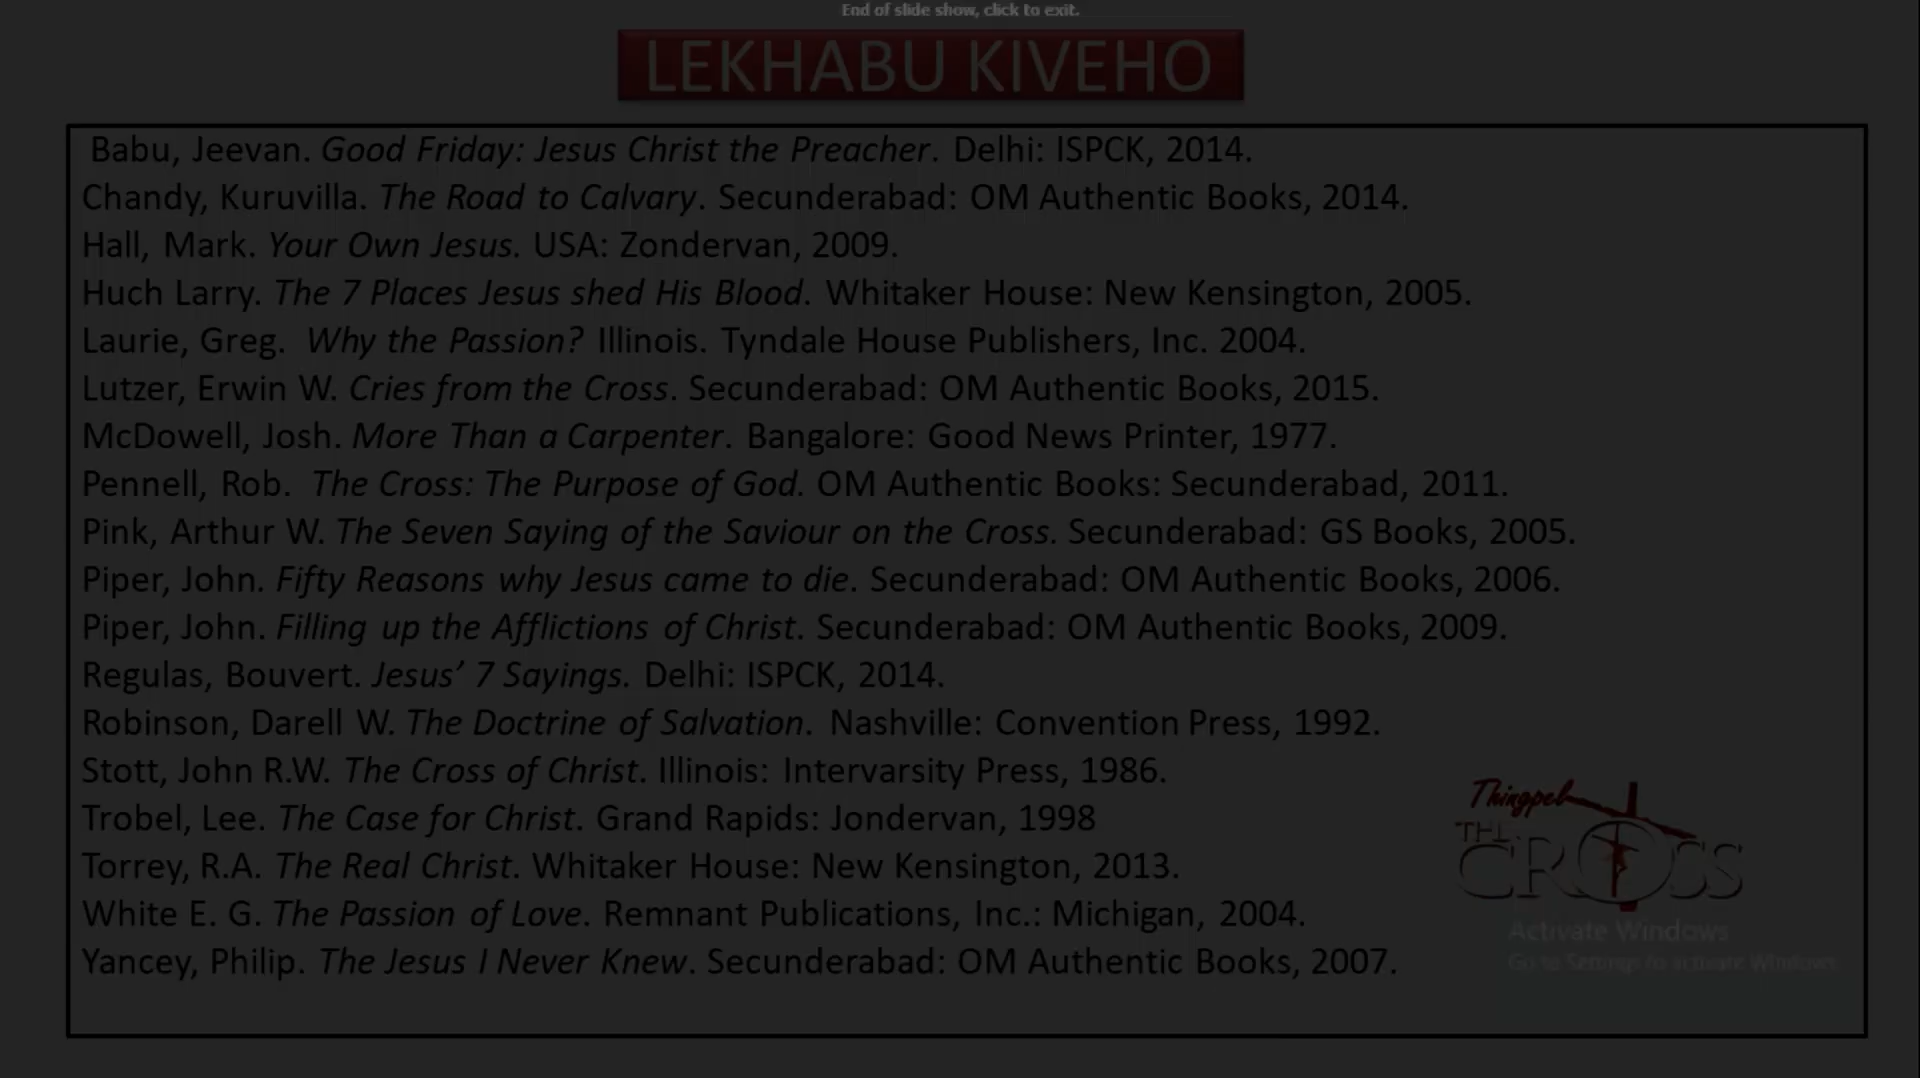 End of slide show, click to exit.
LEKHABU KIVEHO
Babu, Jeevan. Good Friday: Jesus Christ the Preacher. Delhi: ISPCK, 2014.
Chandy, Kuruvilla. The Road to Calvary. Secunderabad: OM Authentic Books, 2014.
Hall, Mark. Your Own Jesus. USA: Zondervan, 2009.
Huch Larry. The 7 Places Jesus shed His Blood. Whitaker House: New Kensington, 2005.
Laurie, Greg. Why the Passion? Illinois. Tyndale House Publishers, Inc. 2004.
Lutzer, Erwin W. Cries from the Cross. Secunderabad: OM Authentic Books, 2015.
McDowell, Josh. More Than a Carpenter. Bangalore: Good News Printer, 1977.
Pennell, Rob. The Cross: The Purpose of God. OM Authentic Books: Secunderabad, 2011.
Pink, Arthur W. The Seven Saying of the Saviour on the Cross. Secunderabad: GS Books, 2005.
Piper, John. Fifty Reasons why Jesus came to die. Secunderabad: OM Authentic Books, 2006.
Piper, John. Filling up the Afflictions of Christ. Secunderabad: OM Authentic Books, 2009.
Regulas, Bouvert. Jesus’ 7 Sayings. Delhi: ISPCK, 2014.
Robinson, Darell W. The Doctrine of Salvation. Nashville: Convention Press, 1992.
Stott, John R.W. The Cross of Christ. Illinois: Intervarsity Press, 1986.
Trobel, Lee. The Case for Christ. Grand Rapids: Jondervan, 1998
Torrey, R.A. The Real Christ. Whitaker House: New Kensington, 2013.
White E. G. The Passion of Love. Remnant Publications, Inc.: Michigan, 2004.
Yancey, Philip. The Jesus I Never Knew. Secunderabad: OM Authentic Books, 2007.
Thingpel
THE
CROSS
Activate Windows
Go to Settings to activate Windows.